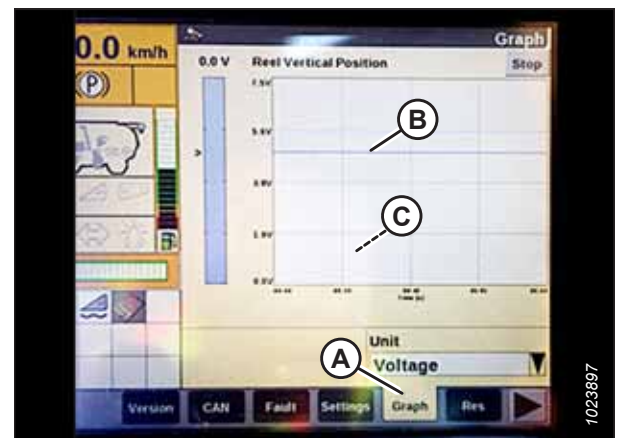 0.0 km/h
Graph
0.0 V Reel Vertical Position
Stop
(P)
B
C
Unit
A
Voltage
Version CAN Fault Settings Graph Res
1023897